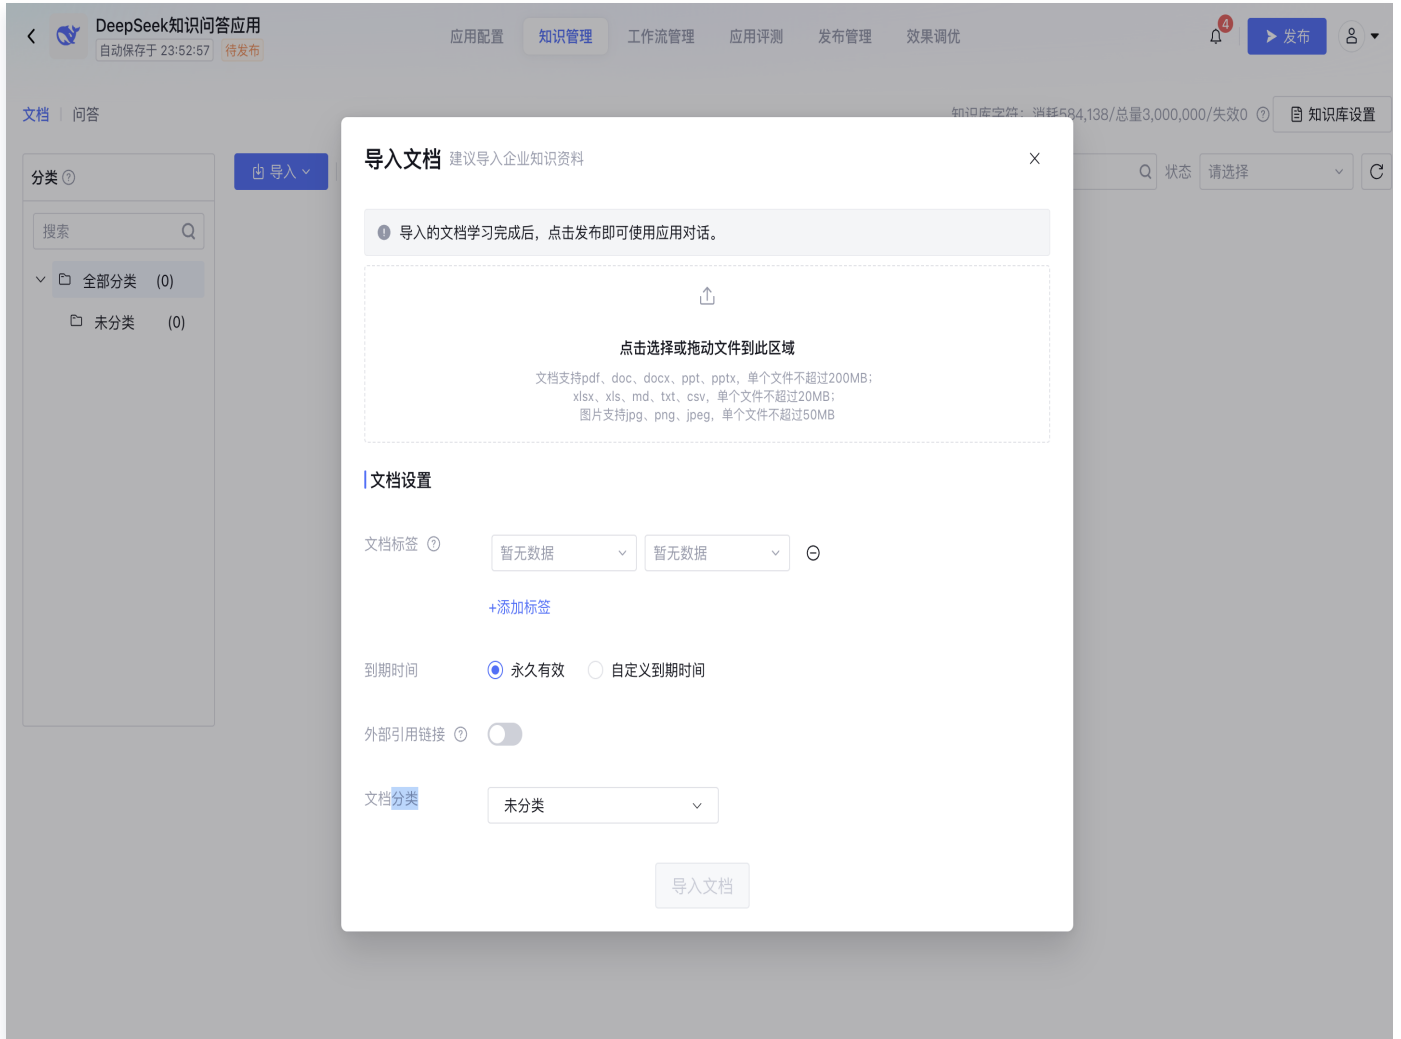 DeepSeek知识问答应用
自动保存于 23:52:57 待发布
应用配置 知识管理 工作流管理 应用评测 发布管理 效果调优
4
发布
文档 问答
知识库字符：消耗584,138/总量3,000,000/失效0
知识库设置
分类
导入
状态 请选择
搜索
全部分类 (0)
未分类 (0)
导入文档 建议导入企业知识资料
导入的文档学习完成后，点击发布即可使用应用对话。
点击选择或拖动文件到此区域
文档支持pdf、doc、docx、ppt、pptx，单个文件不超过200MB；
xlsx、xls、md、txt、csv，单个文件不超过20MB；
图片支持jpg、png、jpeg，单个文件不超过50MB
文档设置
文档标签 暂无数据 暂无数据
+添加标签
到期时间 永久有效 自定义到期时间
外部引用链接
文档分类 未分类
导入文档